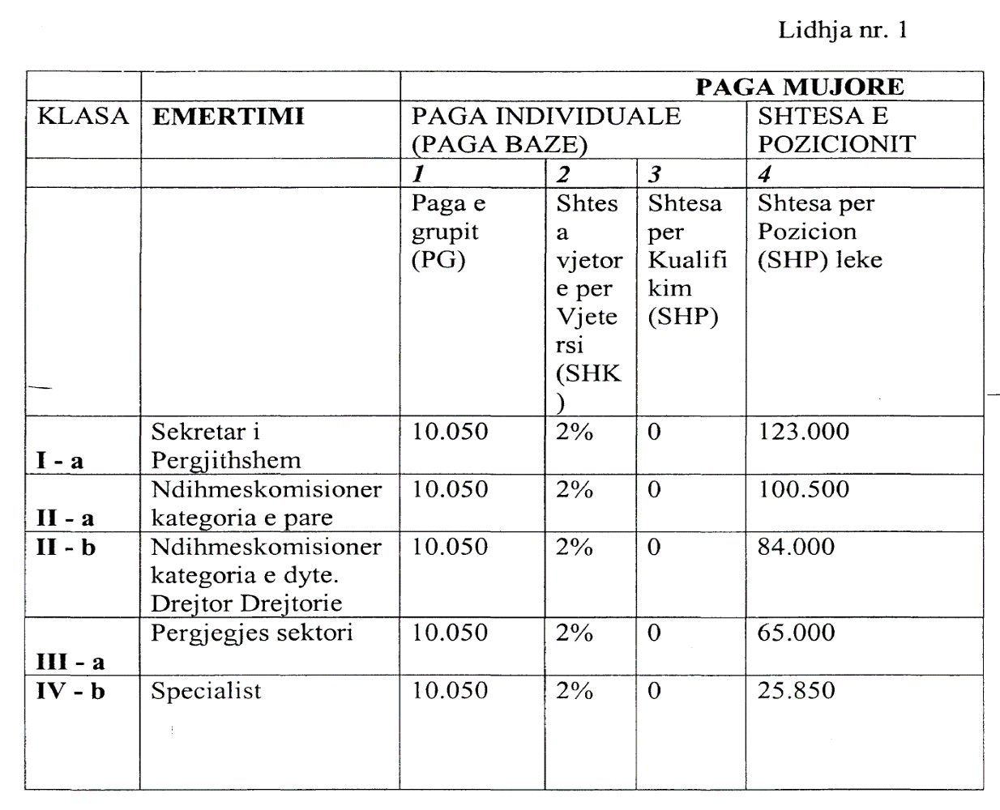 Lidhja nr. 1
PAGA MUJORE
KLASA EMERTIMI PAGA INDIVIDUALE SHTESA E
(PAGA BAZE) POZICIONIT
1 2 3 4
Paga e Shtes Shtesa Shtesa per
grupit a per Pozicion
(PG) vjetor Kualifi (SHP) leke
e per kim
Vjete (SHP)
rsi
(SHK
)
Sekretar i 10.050 2% 0 123.000
I - a Pergjithshem
Ndihmeskomisioner 10.050 2% 0 100.500
II - a kategoria e pare
II - b Ndihmeskomisioner 10.050 2% 0 84.000
kategoria e dyte.
Drejtor Drejtorie
Pergjegjes sektori 10.050 2% 0 65.000
III - a
IV - b Specialist 10.050 2% 0 25.850